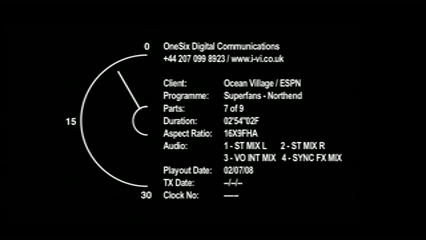 0
OneSix Digital Communications
+44 207 099 8923 / www.i-vi.co.uk
Client: Ocean Village / ESPN
Programme: Superfans - Northend
Parts: 7 of 9
15
Duration: 02'54"02F
Aspect Ratio: 16X9FHA
Audio: 1 - ST MIX L 2 - ST MIX R
3 - VO INT MIX 4 - SYNC FX MIX
Playout Date: 02/07/08
TX Date: --/--/--
30
Clock No: -----